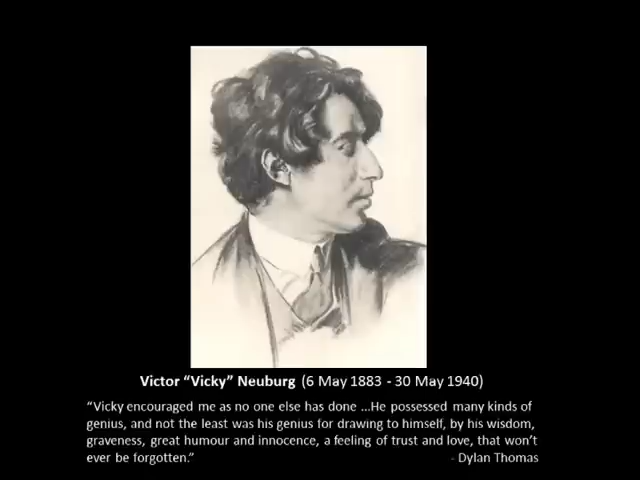 Victor “Vicky” Neuburg (6 May 1883 - 30 May 1940)
“Vicky encouraged me as no one else has done ...He possessed many kinds of
genius, and not the least was his genius for drawing to himself, by his wisdom,
graveness, great humour and innocence, a feeling of trust and love, that won’t
ever be forgotten.” - Dylan Thomas